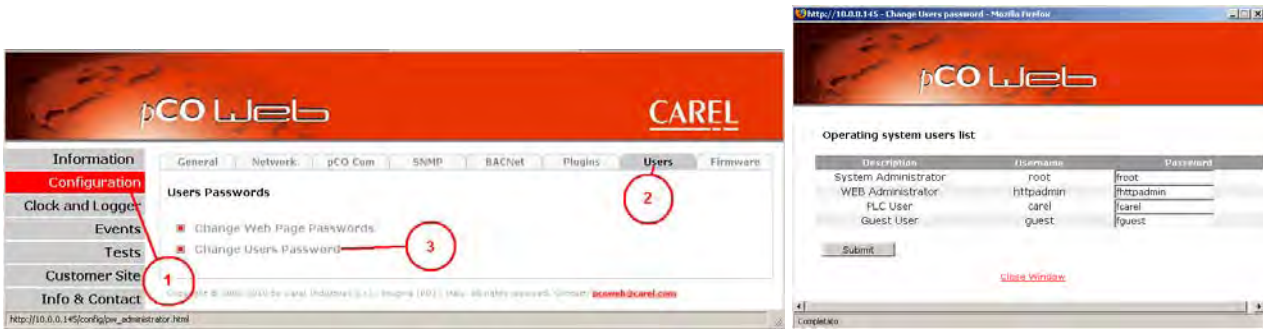 pCO Web
CAREL
Information
Configuration
Clock and Logger
Events
Tests
Customer Site
Info & Contact
General Network pCO Com SNMP BACNet Plugins Users Firmware
Users Passwords
Change Web Page Passwords
Change Users Password
1
2
3
pcoweb@carel.com
http://10.0.0.145/config/pw_administrator.html
http://10.0.0.145 - Change Users password - Mozilla Firefox
pCO Web
Operating system users list
Description Username Password
System Administrator root froot
WEB Administrator httpadmin fhttpadmin
PLC User carel fcarel
Guest User guest fguest
Submit
Close Window
Completato